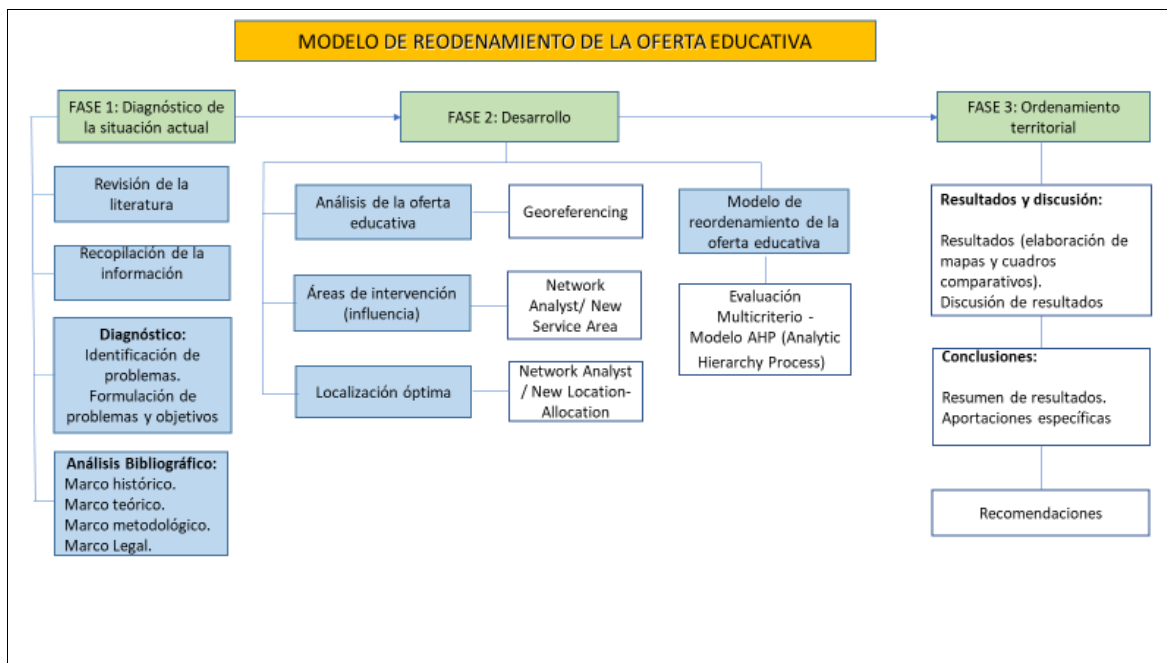 MODELO DE REODENAMIENTO DE LA OFERTA EDUCATIVA
FASE 1: Diagnóstico de
la situación actual
Revisión de la
literatura
Recopilación de la
información
Diagnóstico:
Identificación de
problemas.
Formulación de
problemas y objetivos
Análisis Bibliográfico:
Marco histórico.
Marco teórico.
Marco metodológico.
Marco Legal.
FASE 2: Desarrollo
Análisis de la oferta
educativa
Georeferencing
Áreas de intervención
(influencia)
Network
Analyst/ New
Service Area
Localización óptima
Network Analyst
/ New Location-
Allocation
Modelo de
reordenamiento de la
oferta educativa
Evaluación
Multicriterio -
Modelo AHP (Analytic
Hierarchy Process)
FASE 3: Ordenamiento
territorial
Resultados y discusión:
Resultados (elaboración de
mapas y cuadros
comparativos).
Discusión de resultados
Conclusiones:
Resumen de resultados.
Aportaciones específicas
Recomendaciones